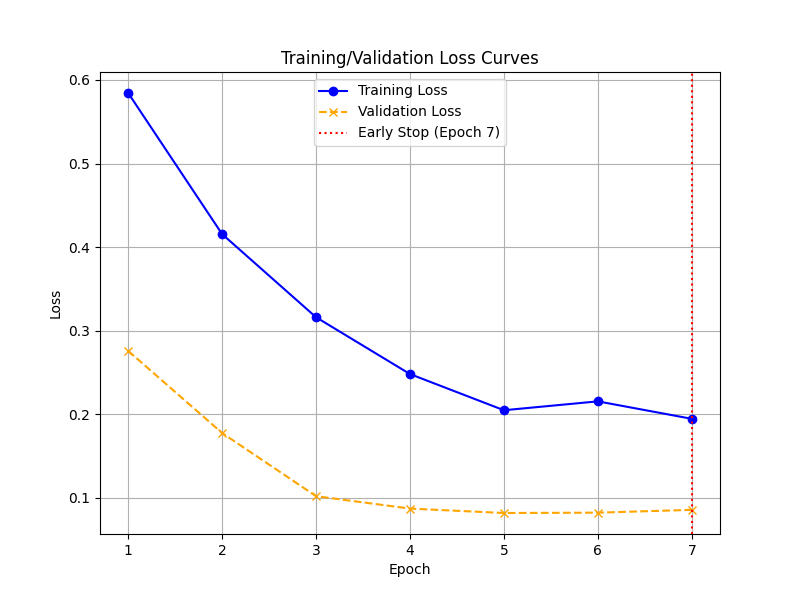 Training/Validation Loss Curves
Training Loss
Validation Loss
Early Stop (Epoch 7)
Loss
0.6
0.5
0.4
0.3
0.2
0.1
1 2 3 4 5 6 7
Epoch